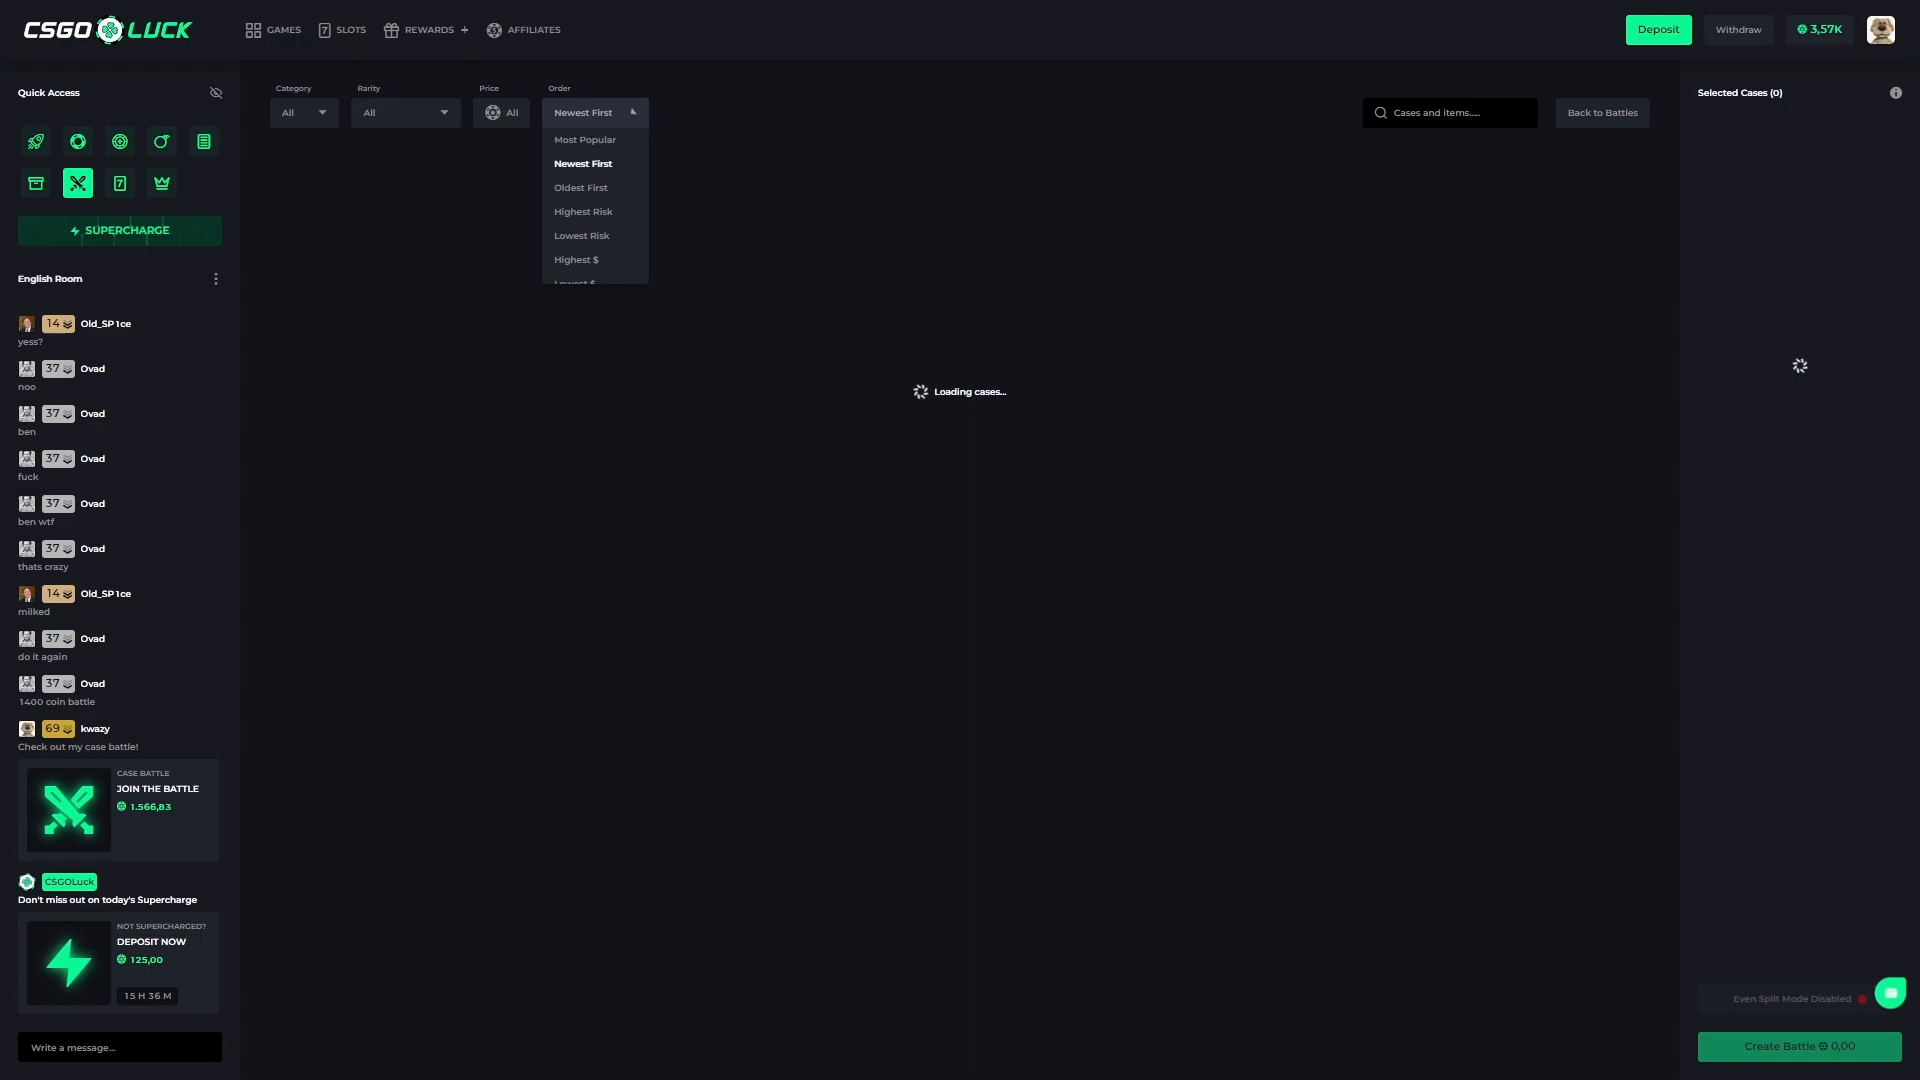 CSGO LUCK
GAMES
7 SLOTS
REWARDS +
AFFILIATES
Deposit
Withdraw
3,57K
Quick Access
7
SUPERCHARGE
English Room
14 Old_SP1ce
yess?
37 Ovad
noo
37 Ovad
ben
37 Ovad
fuck
37 Ovad
ben wtf
37 Ovad
thats crazy
14 Old_SP1ce
milked
37 Ovad
do it again
37 Ovad
1400 coin battle
69 kwazy
Check out my case battle!
CASE BATTLE
JOIN THE BATTLE
1.566,83
CSGOLuck
Don't miss out on today's Supercharge
NOT SUPERCHARGED?
DEPOSIT NOW
125,00
15 H 36 M
Write a message...
Category
All
Rarity
All
Price
All
Order
Newest First
Most Popular
Newest First
Oldest First
Highest Risk
Lowest Risk
Highest $
Lowest $
Cases and items.....
Back to Battles
Loading cases...
Selected Cases (0)
Even Split Mode Disabled
Create Battle 0,00